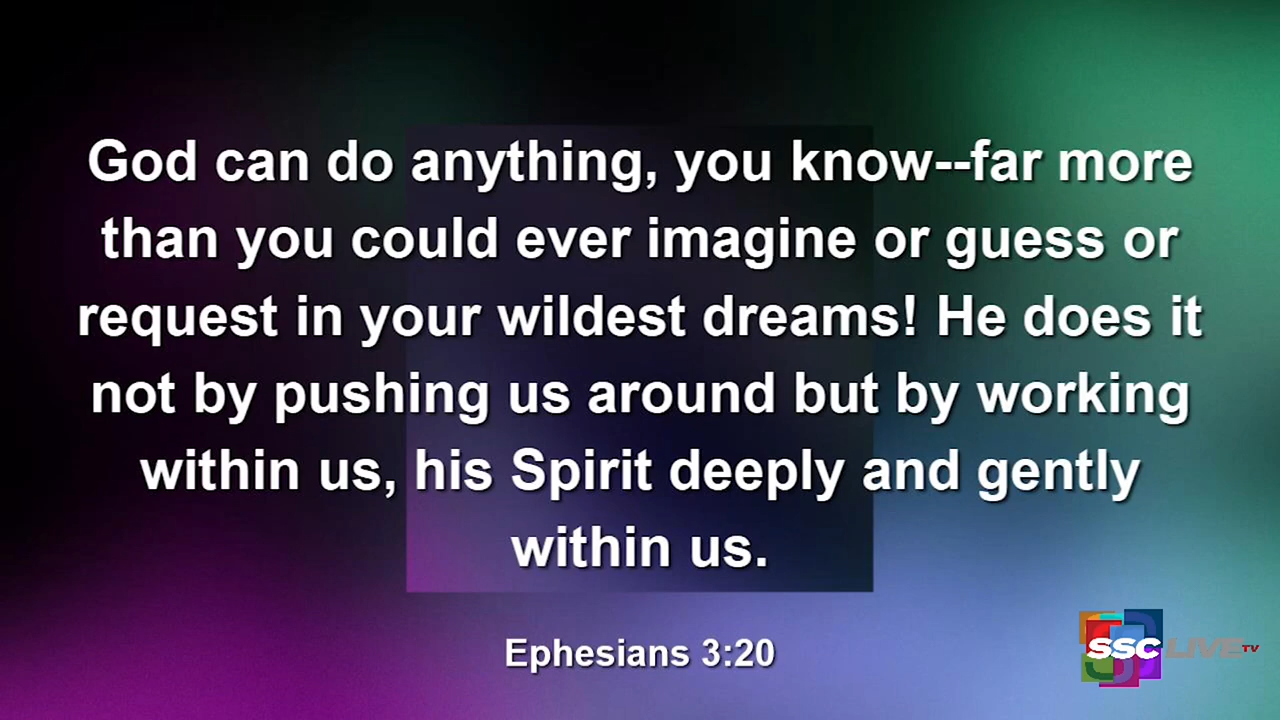 God can do anything, you know--far more
than you could ever imagine or guess or
request in your wildest dreams! He does it
not by pushing us around but by working
within us, his Spirit deeply and gently
within us.
Ephesians 3:20
SSC LIVE TV